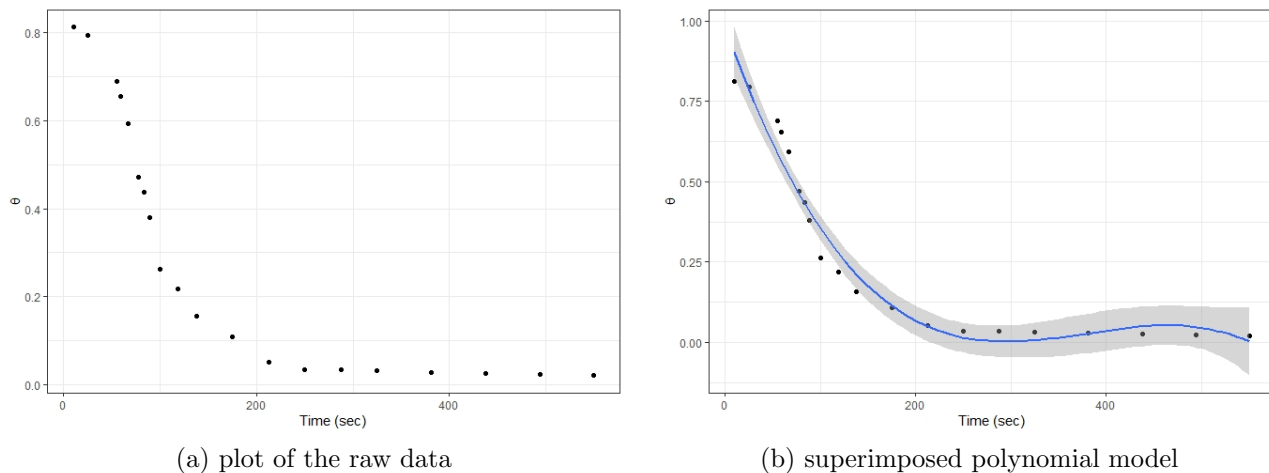 0.8
0.6
θ
0.4
0.2
0.0
0
200
400
Time (sec)
(a) plot of the raw data
1.00
0.75
θ
0.50
0.25
0.00
0
200
400
Time (sec)
(b) superimposed polynomial model